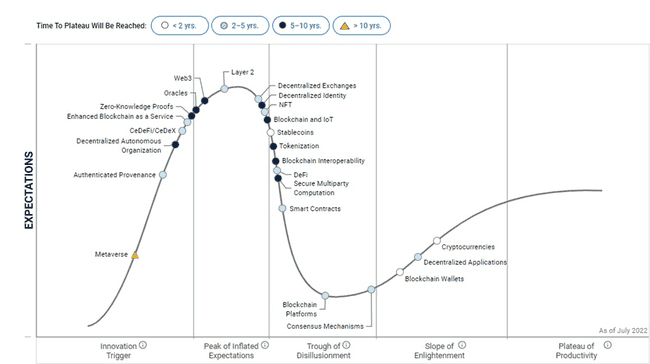 Time To Plateau Will Be Reached:
< 2 yrs.
2–5 yrs.
5–10 yrs.
> 10 yrs.
EXPECTATIONS
Layer 2
Web3
Oracles
Zero-Knowledge Proofs
Enhanced Blockchain as a Service
CeDeFi/CeDeX
Decentralized Autonomous
Organization
Authenticated Provenance
Metaverse
Decentralized Exchanges
Decentralized Identity
NFT
Blockchain and IoT
Stablecoins
Tokenization
Blockchain Interoperability
DeFi
Secure Multiparty
Computation
Smart Contracts
Blockchain
Platforms
Consensus Mechanisms
Cryptocurrencies
Decentralized Applications
Blockchain Wallets
As of July 2022
Innovation
Trigger
Peak of Inflated
Expectations
Trough of
Disillusionment
Slope of
Enlightenment
Plateau of
Productivity